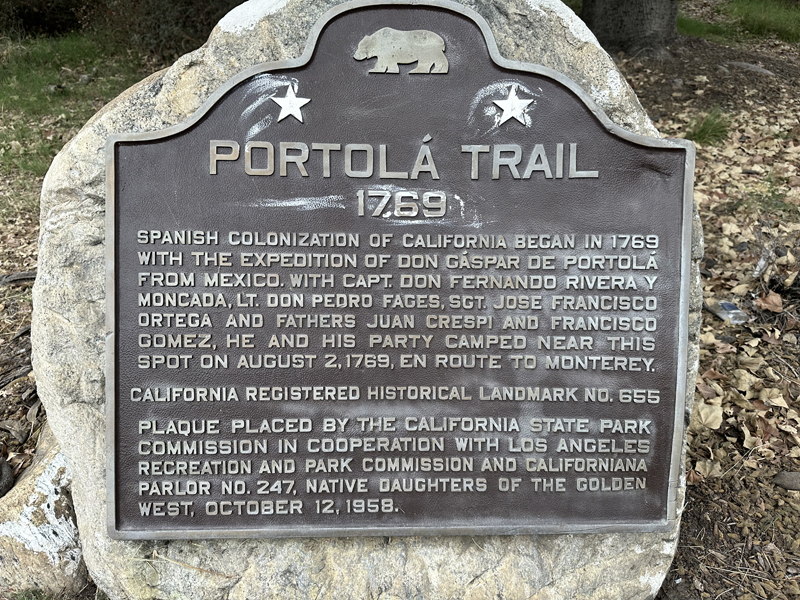 PORTOLÁ TRAIL
1769
SPANISH COLONIZATION OF CALIFORNIA BEGAN IN 1769
WITH THE EXPEDITION OF DON GÁSPAR DE PORTOLÁ
FROM MEXICO. WITH CAPT. DON FERNANDO RIVERA Y
MONCADA, LT. DON PEDRO FAGES, SGT. JOSE FRANCISCO
ORTEGA AND FATHERS JUAN CRESPI AND FRANCISCO
GOMEZ, HE AND HIS PARTY CAMPED NEAR THIS
SPOT ON AUGUST 2, 1769, EN ROUTE TO MONTEREY.
CALIFORNIA REGISTERED HISTORICAL LANDMARK NO. 655
PLAQUE PLACED BY THE CALIFORNIA STATE PARK
COMMISSION IN COOPERATION WITH LOS ANGELES
RECREATION AND PARK COMMISSION AND CALIFORNIANA
PARLOR NO. 247, NATIVE DAUGHTERS OF THE GOLDEN
WEST, OCTOBER 12, 1958.